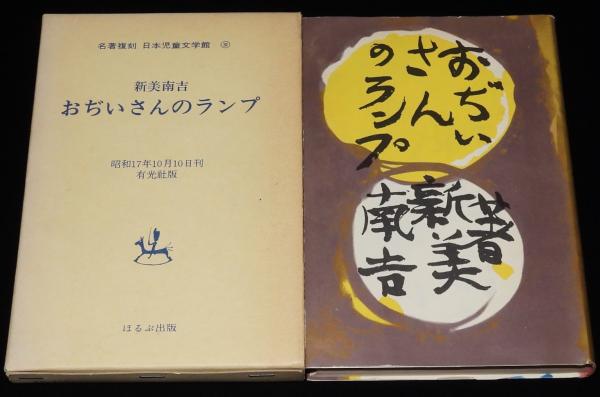 名著復刻 日本児童文学館
新美南吉
おぢいさんのランプ
昭和17年10月10日刊
有光社版
ほるぷ出版
おぢい
さん
のランプ
新美
南吉
著